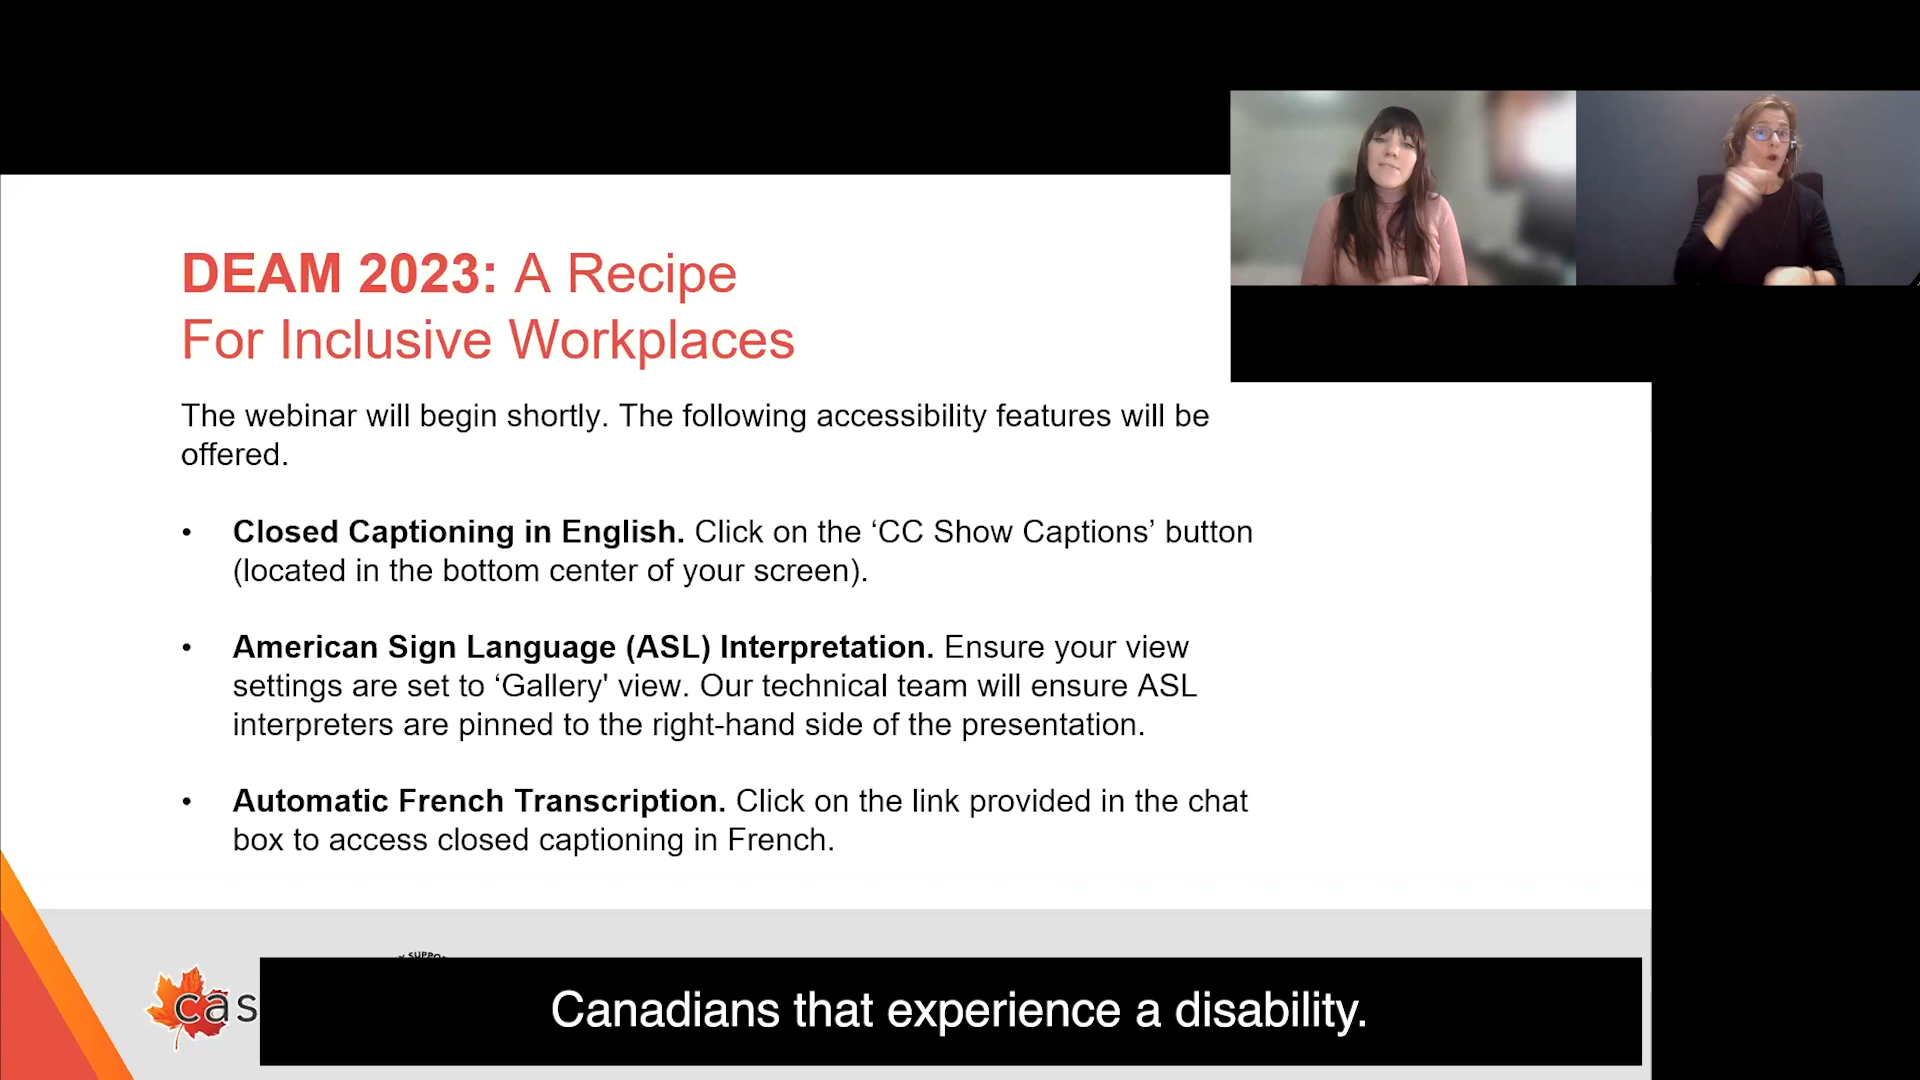 DEAM 2023: A Recipe
For Inclusive Workplaces
The webinar will begin shortly. The following accessibility features will be
offered.
• Closed Captioning in English. Click on the ‘CC Show Captions’ button
(located in the bottom center of your screen).
• American Sign Language (ASL) Interpretation. Ensure your view
settings are set to ‘Gallery' view. Our technical team will ensure ASL
interpreters are pinned to the right-hand side of the presentation.
• Automatic French Transcription. Click on the link provided in the chat
box to access closed captioning in French.
cas
Canadians that experience a disability.